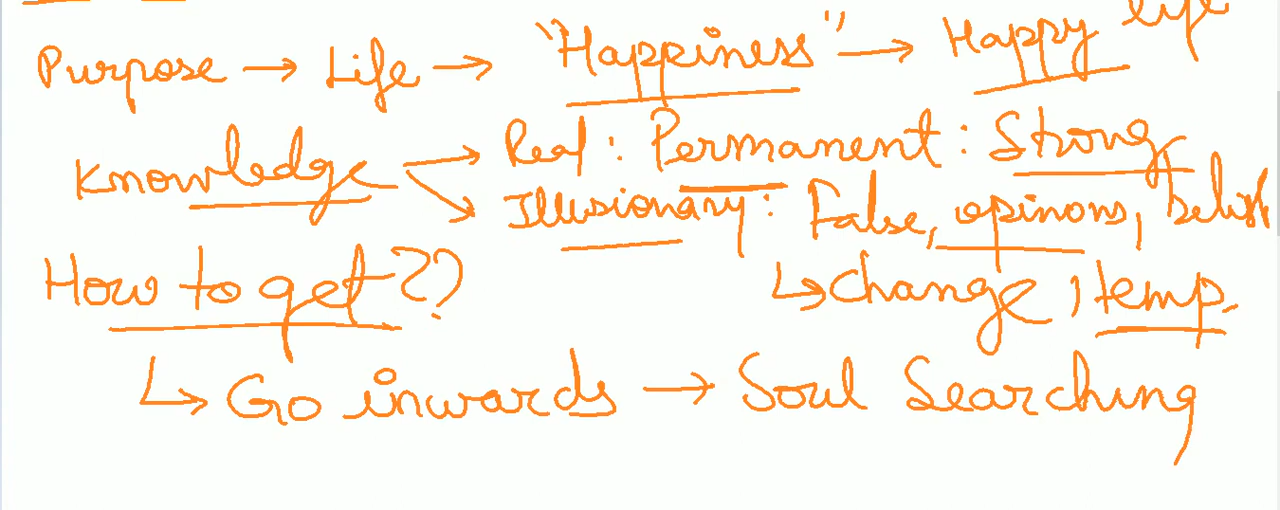 Purpose → Life → "Happiness" → Happy life
Knowledge → Real : Permanent : Strong
→ Illusionary : False, opinons, belief
How to get ?? ↳ change, temp.
↳ Go inwards → Soul Searching